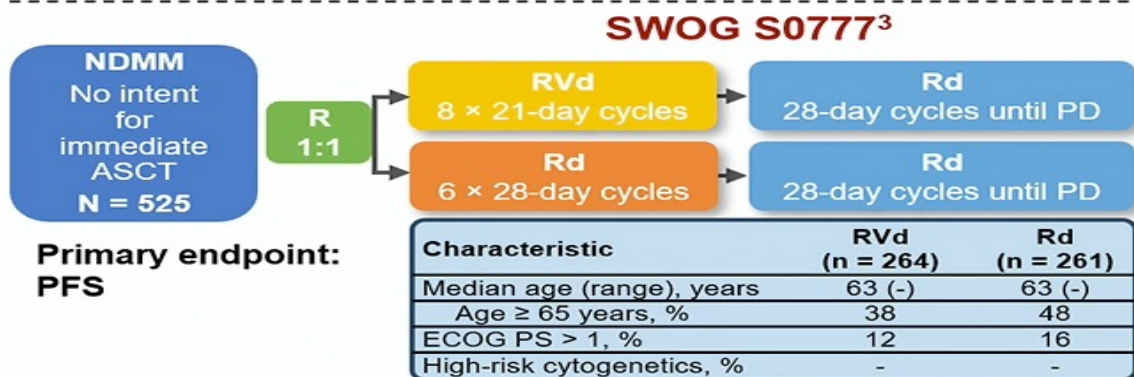 SWOG S0777³
NDMM
No intent
for
immediate
ASCT
N = 525
R
1:1
RVd
8 × 21-day cycles
Rd
28-day cycles until PD
Rd
6 × 28-day cycles
Rd
28-day cycles until PD
Primary endpoint:
PFS
Characteristic RVd (n = 264) Rd (n = 261)
Median age (range), years 63 (-) 63 (-)
Age ≥ 65 years, % 38 48
ECOG PS > 1, % 12 16
High-risk cytogenetics, % - -